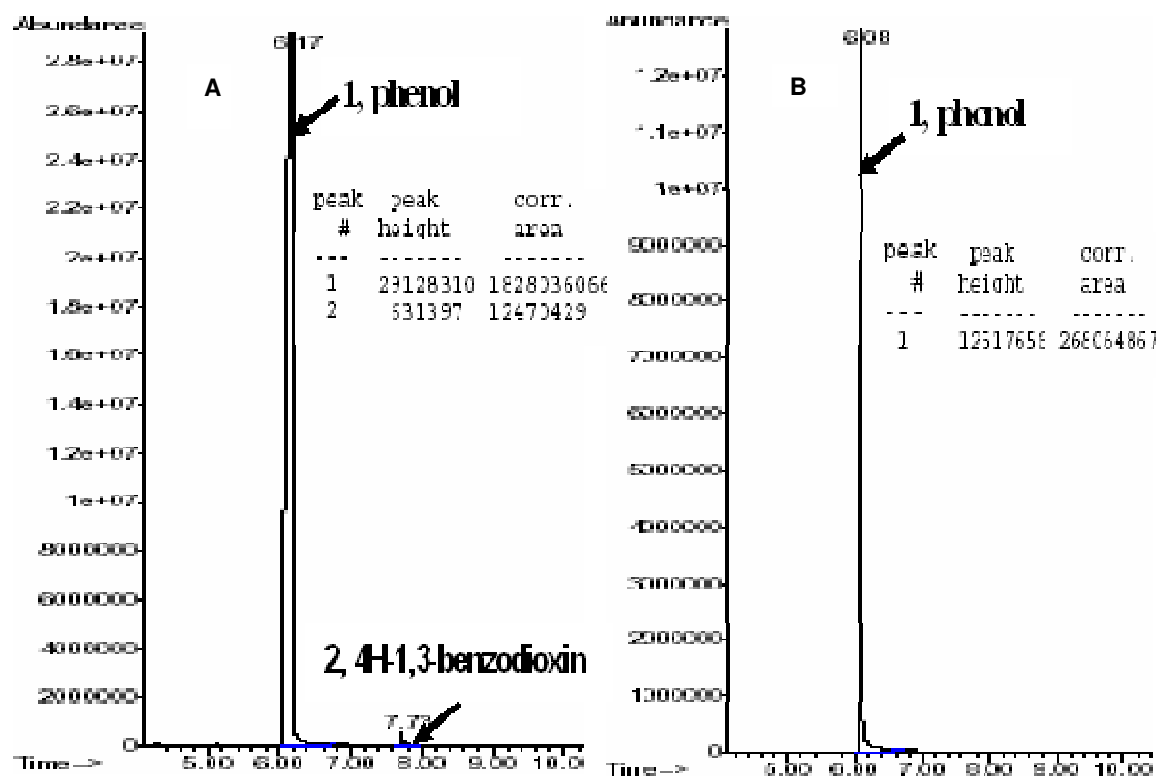 Abundance
6.17
2.8e+07
A
1, phenol
2.6e+07
2.4e+07
2.2e+07
2e+07
1.8e+07
1.6e+07
1.4e+07
1.2e+07
1e+07
8000000
6000000
4000000
2000000
0
peak peak corr.
# height area
--- ------- -------
1 29128310 1828036066
2 12470429
2, 4H-1,3-benzodioxin
7.73
Time--> 5.00 6.00 7.00 8.00 9.00 10.00
Abundance
6.08
1.2e+07
B
1, phenol
1.1e+07
1e+07
9000000
8000000
7000000
6000000
5000000
4000000
3000000
2000000
1000000
0
peak peak corr.
# height area
--- ------- -------
1
Time--> 5.00 6.00 7.00 8.00 9.00 10.00